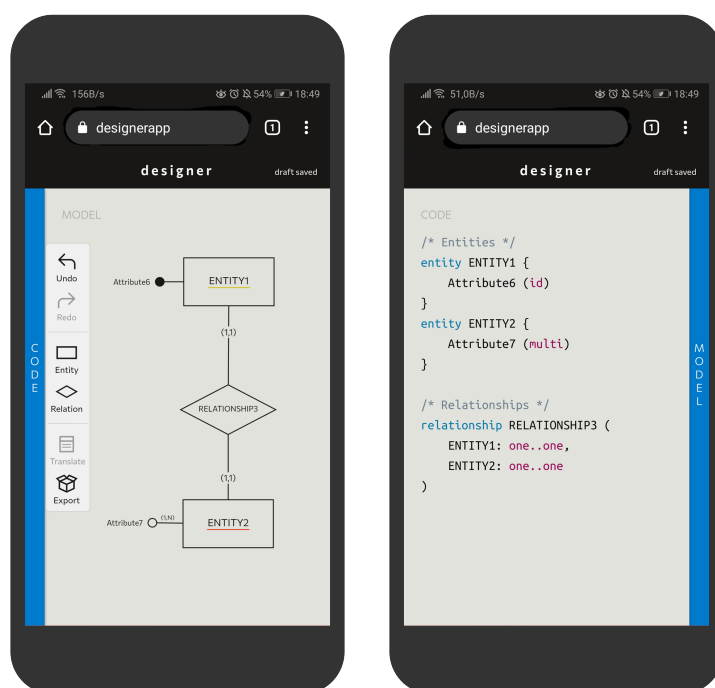 156B/s 54% 18:49
designerapp 1
designer draft saved
MODEL
Undo
Redo
Entity
Relation
Translate
Export
CODE
Attribute6 ENTITY1
(1,1)
RELATIONSHIP3
(1,1)
Attribute7 (1,N) ENTITY2
51,0B/s 54% 18:49
designerapp 1
designer draft saved
CODE
/* Entities */
entity ENTITY1 {
Attribute6 (id)
}
entity ENTITY2 {
Attribute7 (multi)
}
/* Relationships */
relationship RELATIONSHIP3 (
ENTITY1: one..one,
ENTITY2: one..one
)
MODEL